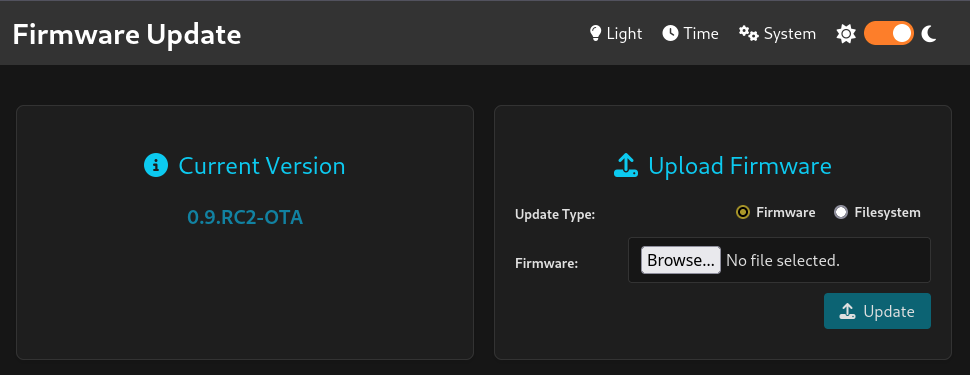 Firmware Update
Light Time System
Current Version
0.9.RC2-OTA
Upload Firmware
Update Type: Firmware Filesystem
Firmware: Browse... No file selected.
Update